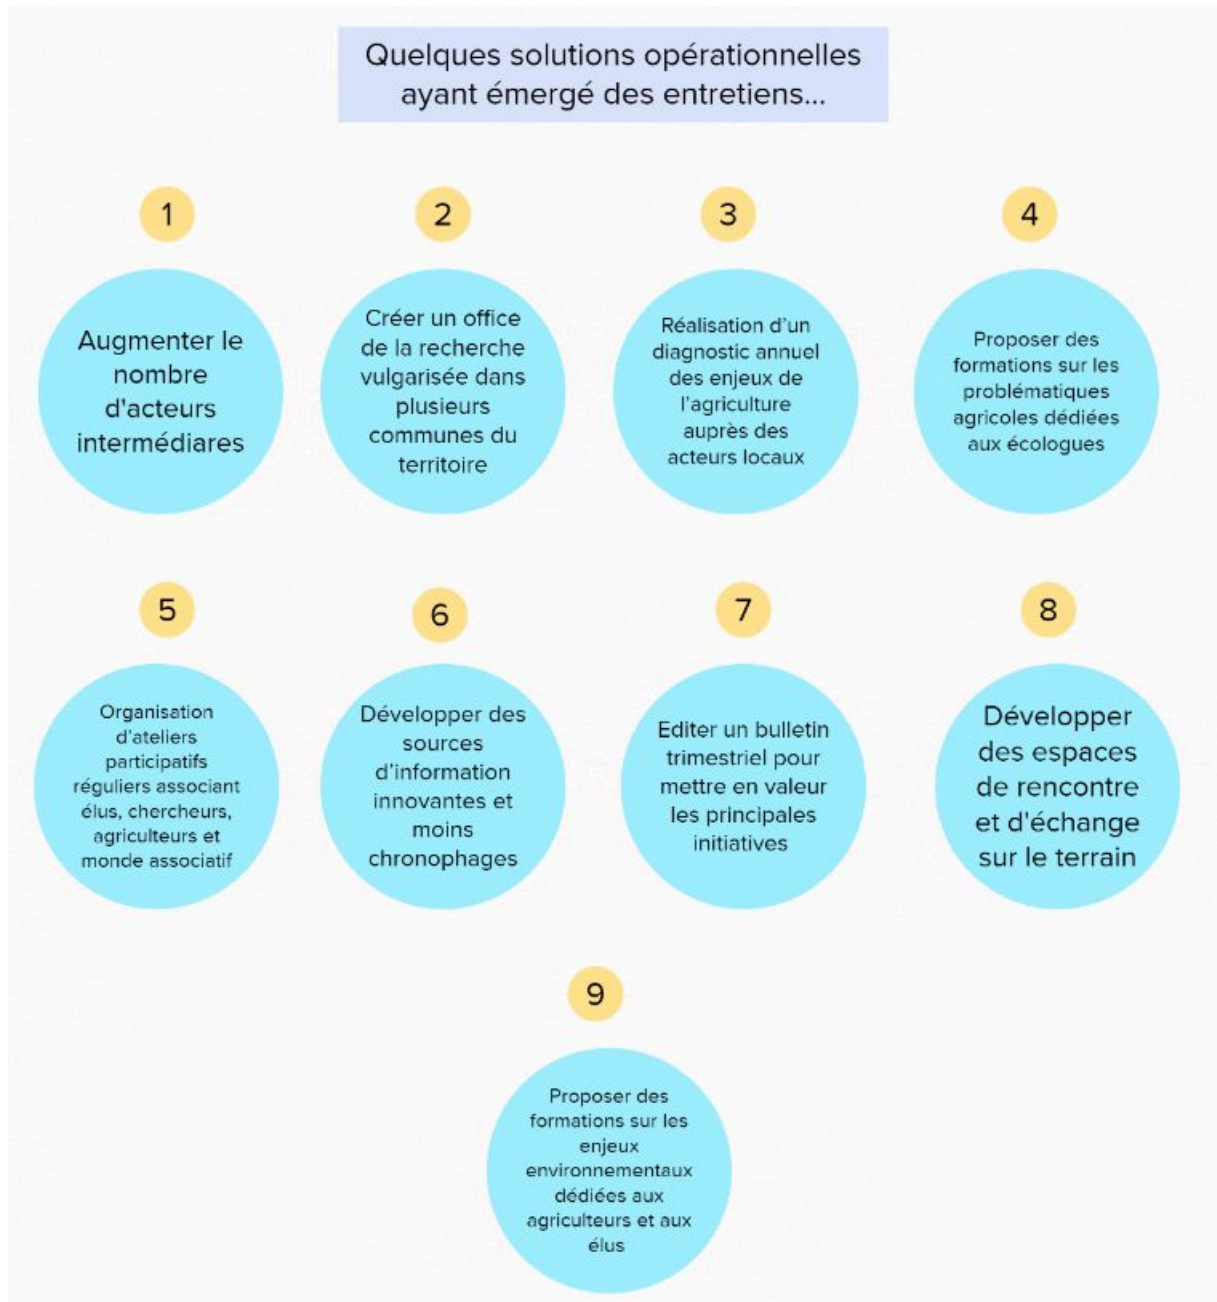 Quelques solutions opérationnelles
ayant émergé des entretiens...
1
Augmenter le
nombre
d'acteurs
intermédiares
2
Créer un office
de la recherche
vulgarisée dans
plusieurs
communes du
territoire
3
Réalisation d'un
diagnostic annuel
des enjeux de
l'agriculture
auprès des
acteurs locaux
4
Proposer des
formations sur les
problématiques
agricoles dédiées
aux écologues
5
Organisation
d'ateliers
participatifs
réguliers associant
élus, chercheurs,
agriculteurs et
monde associatif
6
Développer des
sources
d'information
innovantes et
moins
chronophages
7
Editer un bulletin
trimestriel pour
mettre en valeur
les principales
initiatives
8
Développer
des espaces
de rencontre
et d'échange
sur le terrain
9
Proposer des
formations sur les
enjeux
environnementaux
dédiées aux
agriculteurs et aux
élus